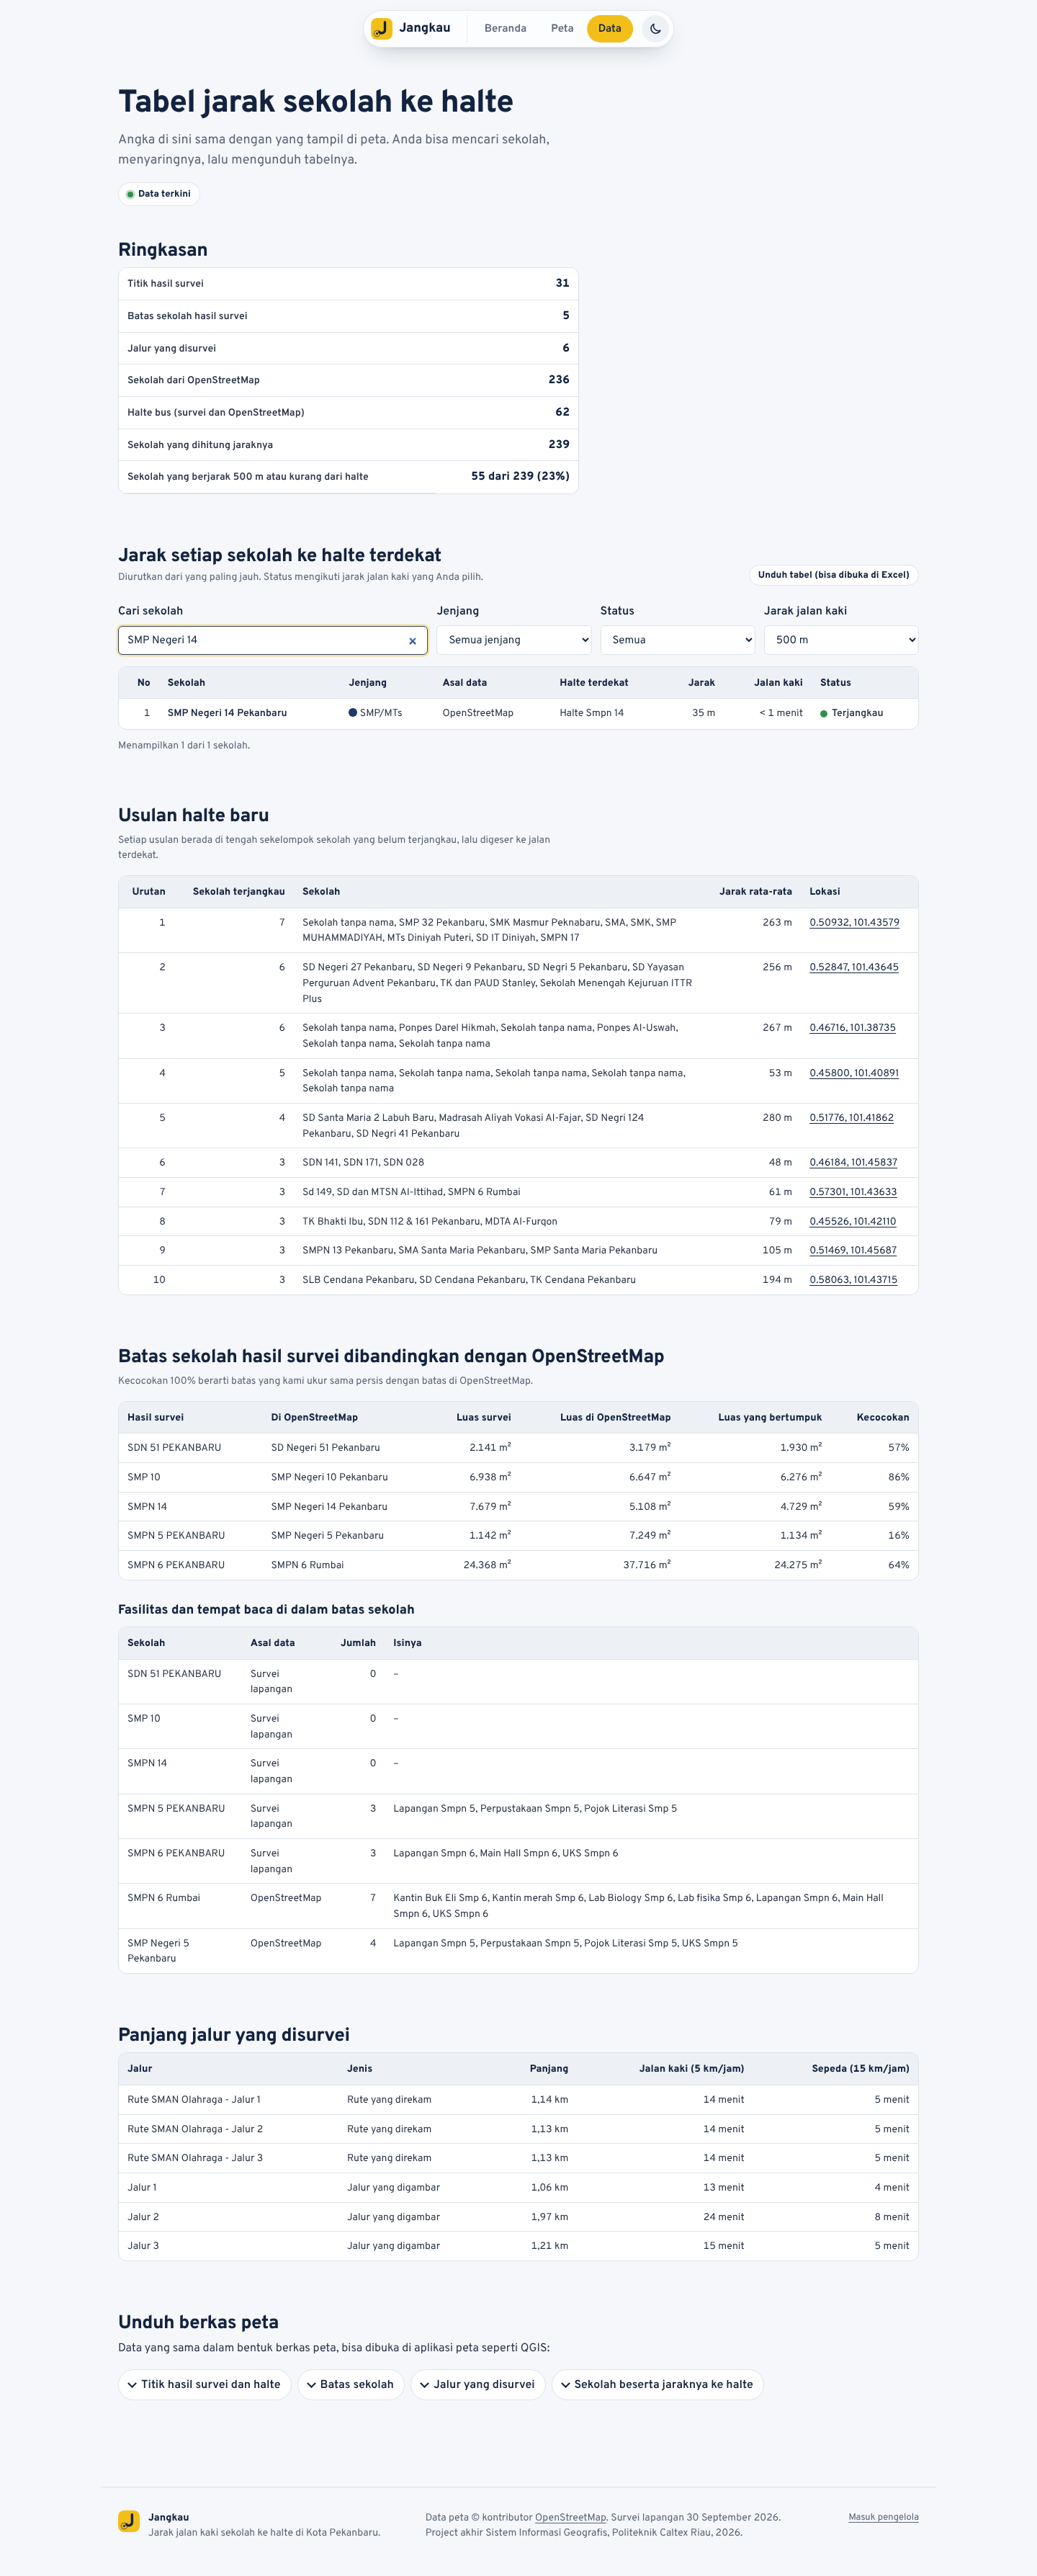 Jangkau Beranda Peta Data
Tabel jarak sekolah ke halte
Angka di sini sama dengan yang tampil di peta. Anda bisa mencari sekolah,
menyaringnya, lalu mengunduh tabelnya.
Data terkini
Ringkasan
Titik hasil survei 31
Batas sekolah hasil survei 5
Jalur yang disurvei 6
Sekolah dari OpenStreetMap 236
Halte bus (survei dan OpenStreetMap) 62
Sekolah yang dihitung jaraknya 239
Sekolah yang berjarak 500 m atau kurang dari halte 55 dari 239 (23%)
Jarak setiap sekolah ke halte terdekat
Diurutkan dari yang paling jauh. Status mengikuti jarak jalan kaki yang Anda pilih.
Unduh tabel (bisa dibuka di Excel)
Cari sekolah Jenjang Status Jarak jalan kaki
SMP Negeri 14 Semua jenjang Semua 500 m
No Sekolah Jenjang Asal data Halte terdekat Jarak Jalan kaki Status
1 SMP Negeri 14 Pekanbaru SMP/MTs OpenStreetMap Halte Smpn 14 35 m < 1 menit Terjangkau
Menampilkan 1 dari 1 sekolah.
Usulan halte baru
Setiap usulan berada di tengah sekelompok sekolah yang belum terjangkau, lalu digeser ke jalan
terdekat.
Urutan Sekolah terjangkau Sekolah Jarak rata-rata Lokasi
1 7 Sekolah tanpa nama, SMP 32 Pekanbaru, SMK Masmur Peknabaru, SMA, SMK, SMP 263 m 0.50932, 101.43579
MUHAMMADIYAH, MTs Diniyah Puteri, SD IT Diniyah, SMPN 17
2 6 SD Negeri 27 Pekanbaru, SD Negeri 9 Pekanbaru, SD Negri 5 Pekanbaru, SD Yayasan 256 m 0.52847, 101.43645
Perguruan Advent Pekanbaru, TK dan PAUD Stanley, Sekolah Menengah Kejuruan ITTR
Plus
3 6 Sekolah tanpa nama, Ponpes Darel Hikmah, Sekolah tanpa nama, Ponpes Al-Uswah, 267 m 0.46716, 101.38735
Sekolah tanpa nama, Sekolah tanpa nama
4 5 Sekolah tanpa nama, Sekolah tanpa nama, Sekolah tanpa nama, Sekolah tanpa nama, 53 m 0.45800, 101.40891
Sekolah tanpa nama
5 4 SD Santa Maria 2 Labuh Baru, Madrasah Aliyah Vokasi Al-Fajar, SD Negri 124 280 m 0.51776, 101.41862
Pekanbaru, SD Negri 41 Pekanbaru
6 3 SDN 141, SDN 171, SDN 028 48 m 0.46184, 101.45837
7 3 Sd 149, SD dan MTSN Al-Ittihad, SMPN 6 Rumbai 61 m 0.57301, 101.43633
8 3 TK Bhakti Ibu, SDN 112 & 161 Pekanbaru, MDTA Al-Furqon 79 m 0.45526, 101.42110
9 3 SMPN 13 Pekanbaru, SMA Santa Maria Pekanbaru, SMP Santa Maria Pekanbaru 105 m 0.51469, 101.45687
10 3 SLB Cendana Pekanbaru, SD Cendana Pekanbaru, TK Cendana Pekanbaru 194 m 0.58063, 101.43715
Batas sekolah hasil survei dibandingkan dengan OpenStreetMap
Kecocokan 100% berarti batas yang kami ukur sama persis dengan batas di OpenStreetMap.
Hasil survei Di OpenStreetMap Luas survei Luas di OpenStreetMap Luas yang bertumpuk Kecocokan
SDN 51 PEKANBARU SD Negeri 51 Pekanbaru 2.141 m² 3.179 m² 1.930 m² 57%
SMP 10 SMP Negeri 10 Pekanbaru 6.938 m² 6.647 m² 6.276 m² 86%
SMPN 14 SMP Negeri 14 Pekanbaru 7.679 m² 5.108 m² 4.729 m² 59%
SMPN 5 PEKANBARU SMP Negeri 5 Pekanbaru 1.142 m² 7.249 m² 1.134 m² 16%
SMPN 6 PEKANBARU SMPN 6 Rumbai 24.368 m² 37.716 m² 24.275 m² 64%
Fasilitas dan tempat baca di dalam batas sekolah
Sekolah Asal data Jumlah Isinya
SDN 51 PEKANBARU Survei 0 –
lapangan
SMP 10 Survei 0 –
lapangan
SMPN 14 Survei 0 –
lapangan
SMPN 5 PEKANBARU Survei 3 Lapangan Smpn 5, Perpustakaan Smpn 5, Pojok Literasi Smp 5
lapangan
SMPN 6 PEKANBARU Survei 3 Lapangan Smpn 6, Main Hall Smpn 6, UKS Smpn 6
lapangan
SMPN 6 Rumbai OpenStreetMap 7 Kantin Buk Eli Smp 6, Kantin merah Smp 6, Lab Biology Smp 6, Lab fisika Smp 6, Lapangan Smpn 6, Main Hall
Smpn 6, UKS Smpn 6
SMP Negeri 5 OpenStreetMap 4 Lapangan Smpn 5, Perpustakaan Smpn 5, Pojok Literasi Smp 5, UKS Smpn 5
Pekanbaru
Panjang jalur yang disurvei
Jalur Jenis Panjang Jalan kaki (5 km/jam) Sepeda (15 km/jam)
Rute SMAN Olahraga - Jalur 1 Rute yang direkam 1,14 km 14 menit 5 menit
Rute SMAN Olahraga - Jalur 2 Rute yang direkam 1,13 km 14 menit 5 menit
Rute SMAN Olahraga - Jalur 3 Rute yang direkam 1,13 km 14 menit 5 menit
Jalur 1 Jalur yang digambar 1,06 km 13 menit 4 menit
Jalur 2 Jalur yang digambar 1,97 km 24 menit 8 menit
Jalur 3 Jalur yang digambar 1,21 km 15 menit 5 menit
Unduh berkas peta
Data yang sama dalam bentuk berkas peta, bisa dibuka di aplikasi peta seperti QGIS:
Titik hasil survei dan halte Batas sekolah Jalur yang disurvei Sekolah beserta jaraknya ke halte
Jangkau Data peta © kontributor OpenStreetMap. Survei lapangan 30 September 2026. Masuk pengelola
Jarak jalan kaki sekolah ke halte di Kota Pekanbaru. Project akhir Sistem Informasi Geografis, Politeknik Caltex Riau, 2026.